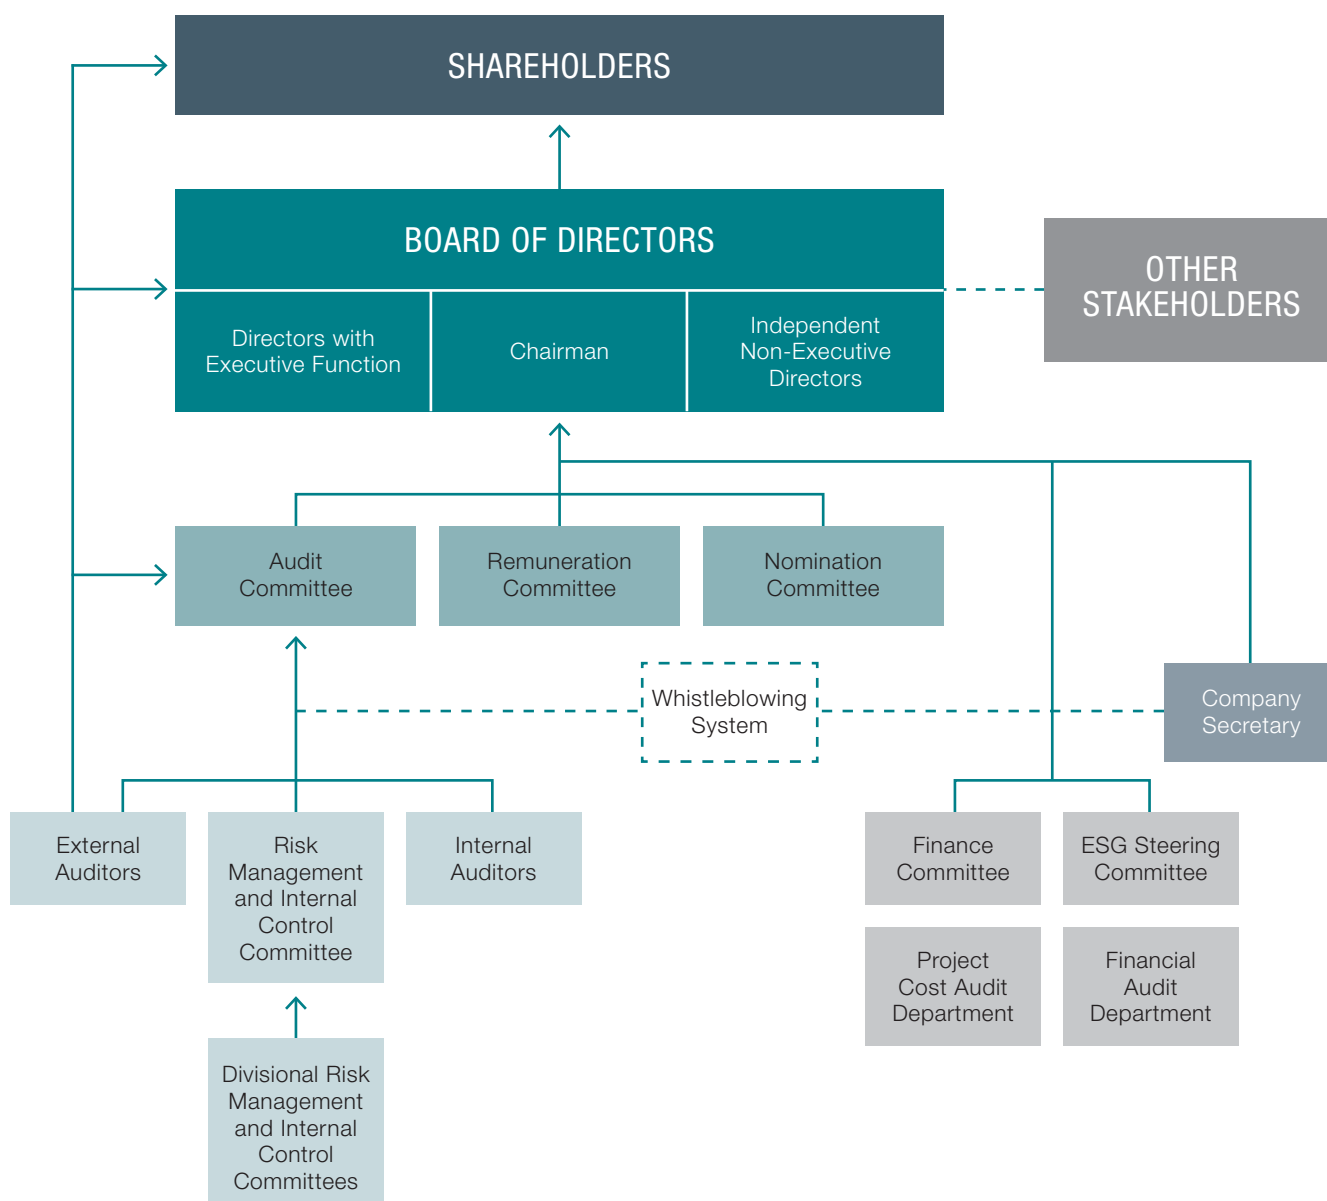 SHAREHOLDERS
BOARD OF DIRECTORS
Directors with
Executive Function
Chairman
Independent
Non-Executive
Directors
OTHER
STAKEHOLDERS
Audit
Committee
Remuneration
Committee
Nomination
Committee
Whistleblowing
System
Company
Secretary
External
Auditors
Risk
Management
and Internal
Control
Committee
Internal
Auditors
Finance
Committee
ESG Steering
Committee
Project
Cost Audit
Department
Financial
Audit
Department
Divisional Risk
Management
and Internal
Control
Committees